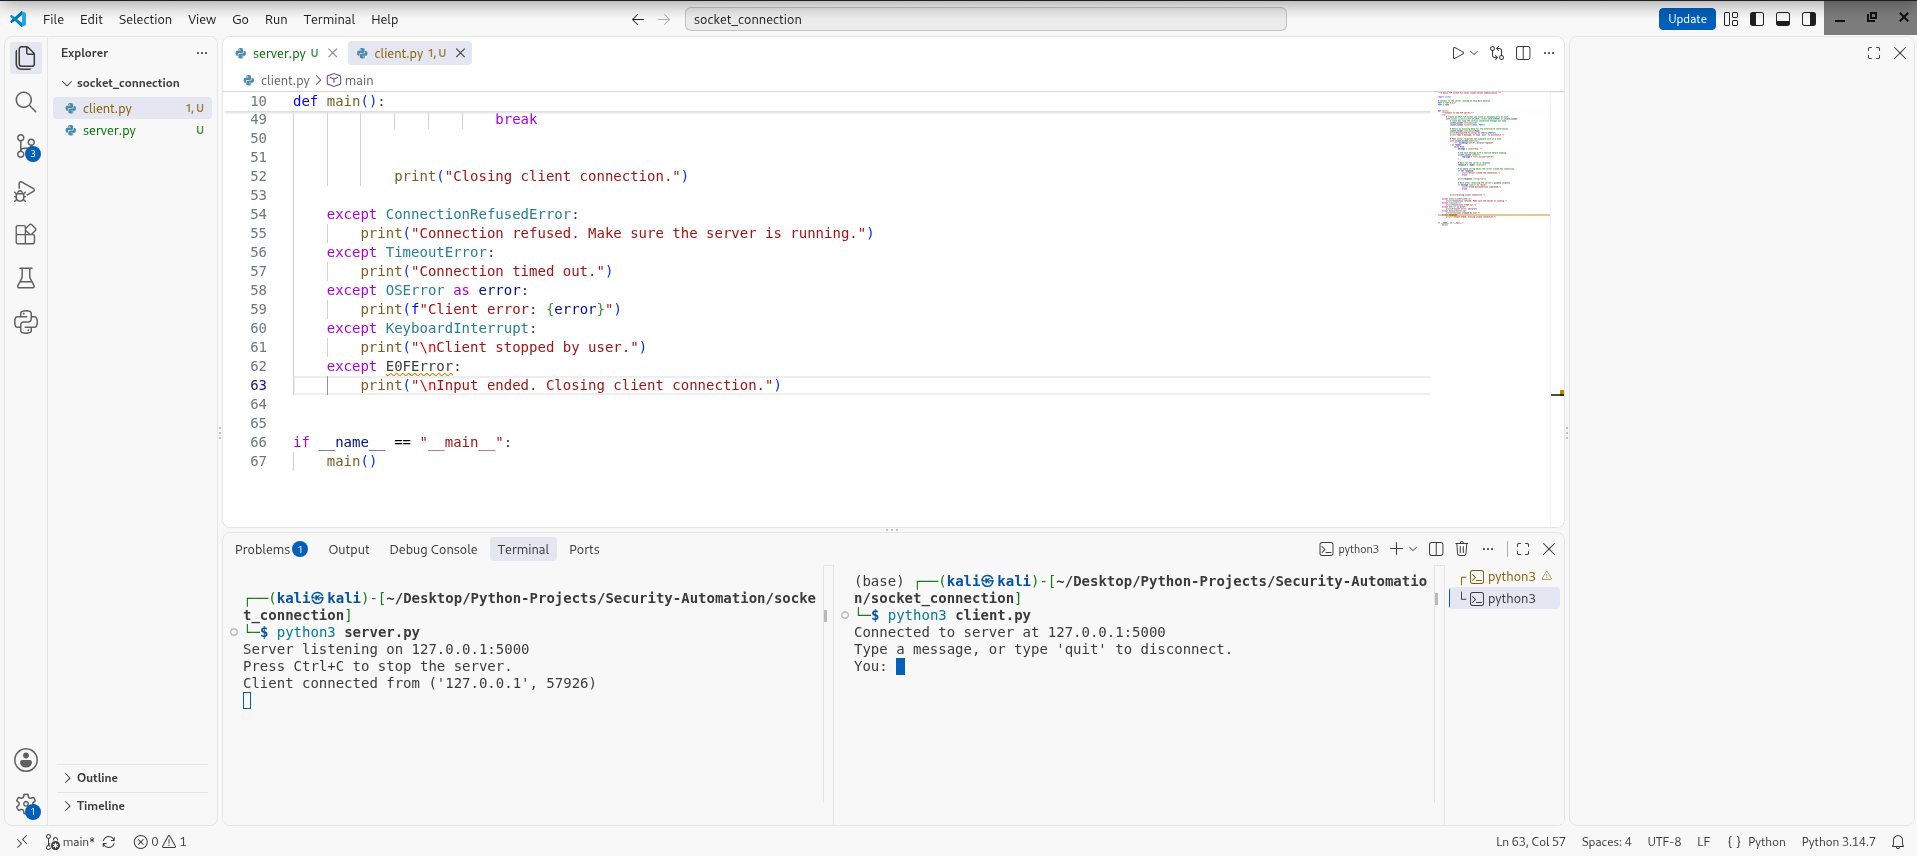 File Edit Selection View Go Run Terminal Help
socket_connection
Update
Explorer
socket_connection
client.py 1, U
server.py U
3
1
Outline
Timeline
server.py U
client.py 1, U
client.py > main
10 def main():
49 break
50
51
52 print("Closing client connection.")
53
54 except ConnectionRefusedError:
55 print("Connection refused. Make sure the server is running.")
56 except TimeoutError:
57 print("Connection timed out.")
58 except OSError as error:
59 print(f"Client error: {error}")
60 except KeyboardInterrupt:
61 print("\nClient stopped by user.")
62 except E0FError:
63 print("\nInput ended. Closing client connection.")
64
65
66 if __name__ == "__main__":
67 main()
Problems 1 Output Debug Console Terminal Ports
python3
┌──(kali㉿kali)-[~/Desktop/Python-Projects/Security-Automation/socke
t_connection]
└─$ python3 server.py
Server listening on 127.0.0.1:5000
Press Ctrl+C to stop the server.
Client connected from ('127.0.0.1', 57926)
(base) ┌──(kali㉿kali)-[~/Desktop/Python-Projects/Security-Automatio
n/socket_connection]
└─$ python3 client.py
Connected to server at 127.0.0.1:5000
Type a message, or type 'quit' to disconnect.
You:
python3
python3
main* 0 1
Ln 63, Col 57 Spaces: 4 UTF-8 LF { } Python Python 3.14.7